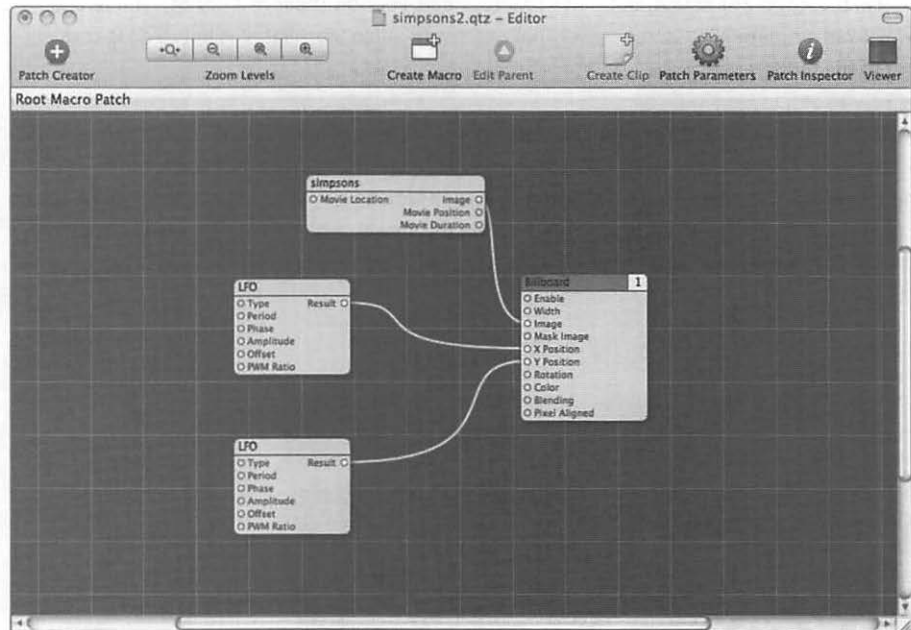 simpsons2.qtz – Editor
Patch Creator
Zoom Levels
Create Macro
Edit Parent
Create Clip
Patch Parameters
Patch Inspector
Viewer
Root Macro Patch
simpsons
Movie Location
Image
Movie Position
Movie Duration
LFO
Type
Result
Period
Phase
Amplitude
Offset
PWM Ratio
Billboard
1
Enable
Width
Image
Mask Image
X Position
Y Position
Rotation
Color
Blending
Pixel Aligned
LFO
Type
Result
Period
Phase
Amplitude
Offset
PWM Ratio